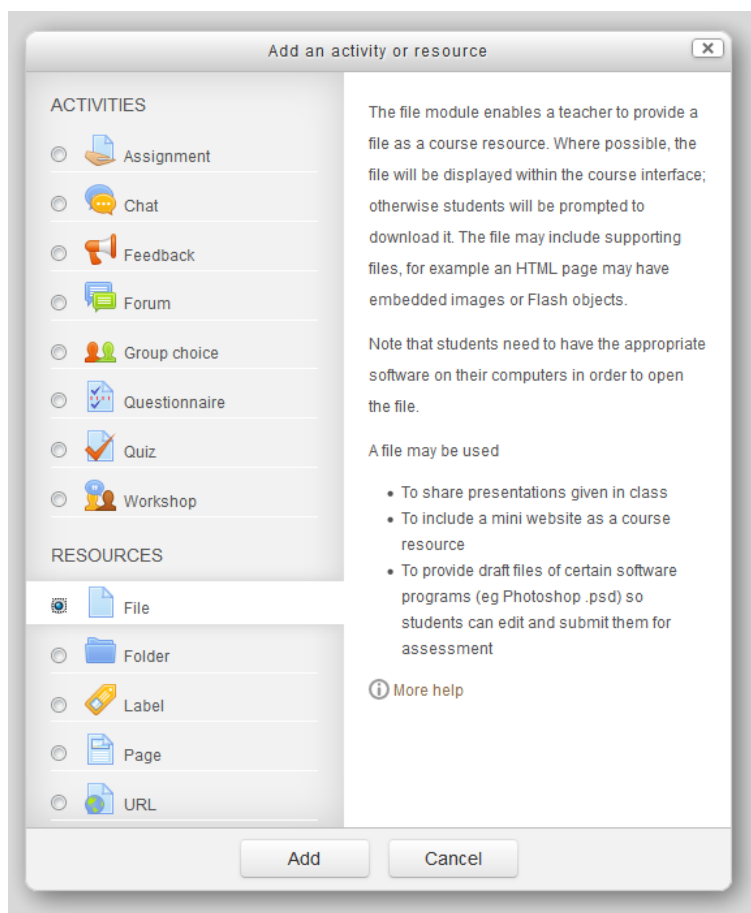 Add an activity or resource
ACTIVITIES
Assignment
Chat
Feedback
Forum
Group choice
Questionnaire
Quiz
Workshop
RESOURCES
File
Folder
Label
Page
URL
The file module enables a teacher to provide a
file as a course resource. Where possible, the
file will be displayed within the course interface;
otherwise students will be prompted to
download it. The file may include supporting
files, for example an HTML page may have
embedded images or Flash objects.
Note that students need to have the appropriate
software on their computers in order to open
the file.
A file may be used
• To share presentations given in class
• To include a mini website as a course
resource
• To provide draft files of certain software
programs (eg Photoshop .psd) so
students can edit and submit them for
assessment
More help
Add
Cancel